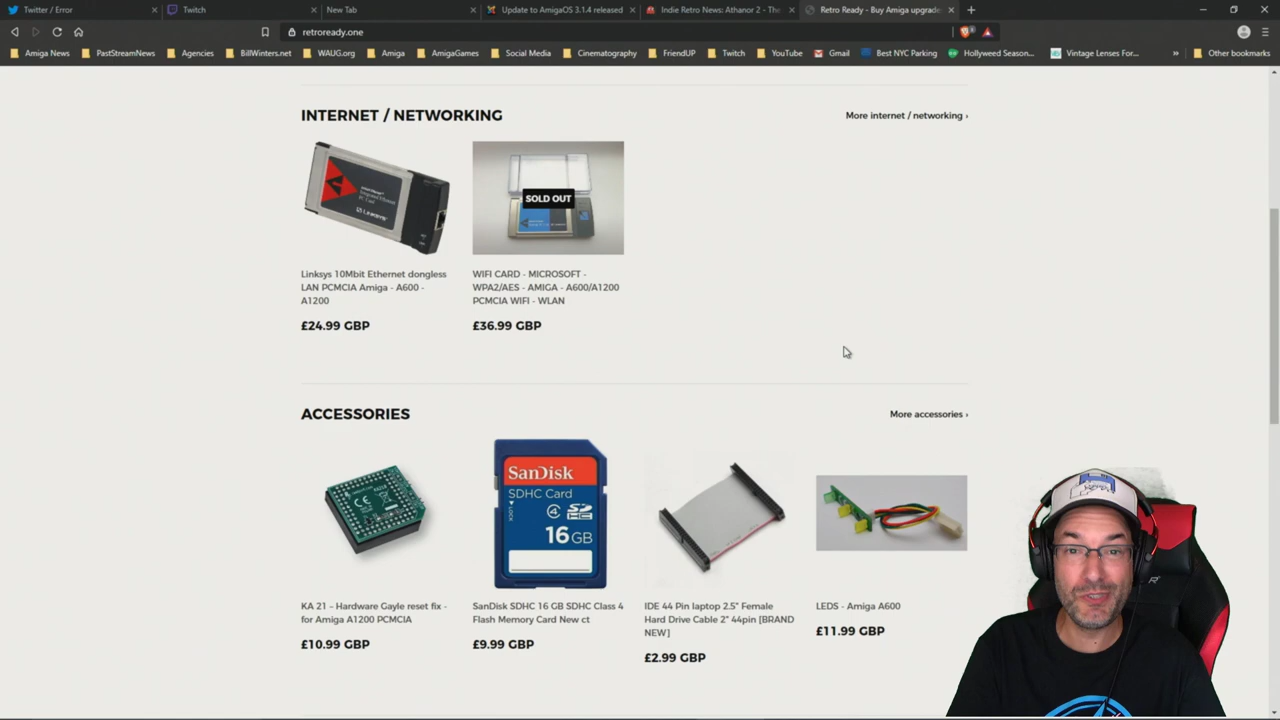 Twitter / Error
Twitch
New Tab
Update to AmigaOS 3.1.4 released
Indie Retro News: Athanor 2 - The
Retro Ready - Buy Amiga upgrade
retroready.one
Amiga News
PastStreamNews
Agencies
BillWinters.net
WAUG.org
Amiga
AmigaGames
Social Media
Cinematography
FriendUP
Twitch
YouTube
Gmail
Best NYC Parking
Hollyweed Season...
Vintage Lenses For...
Other bookmarks
INTERNET / NETWORKING
More internet / networking ›
SOLD OUT
Linksys 10Mbit Ethernet dongless
LAN PCMCIA Amiga - A600 -
A1200
£24.99 GBP
WIFI CARD - MICROSOFT -
WPA2/AES - AMIGA - A600/A1200
PCMCIA WIFI - WLAN
£36.99 GBP
ACCESSORIES
More accessories ›
SanDisk
SDHC Card
LOCK
4
16 GB
KA 21 - Hardware Gayle reset fix -
for Amiga A1200 PCMCIA
£10.99 GBP
SanDisk SDHC 16 GB SDHC Class 4
Flash Memory Card New ct
£9.99 GBP
IDE 44 Pin laptop 2.5" Female
Hard Drive Cable 2" 44pin [BRAND
NEW]
£2.99 GBP
LEDS - Amiga A600
£11.99 GBP